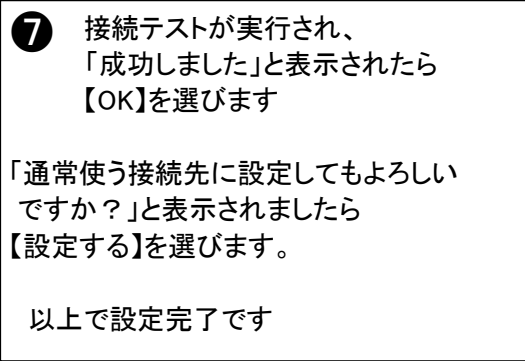 ❼ 接続テストが実行され、
「成功しました」と表示されたら
【OK】を選びます
「通常使う接続先に設定してもよろしい
ですか？」と表示されましたら
【設定する】を選びます。
以上で設定完了です